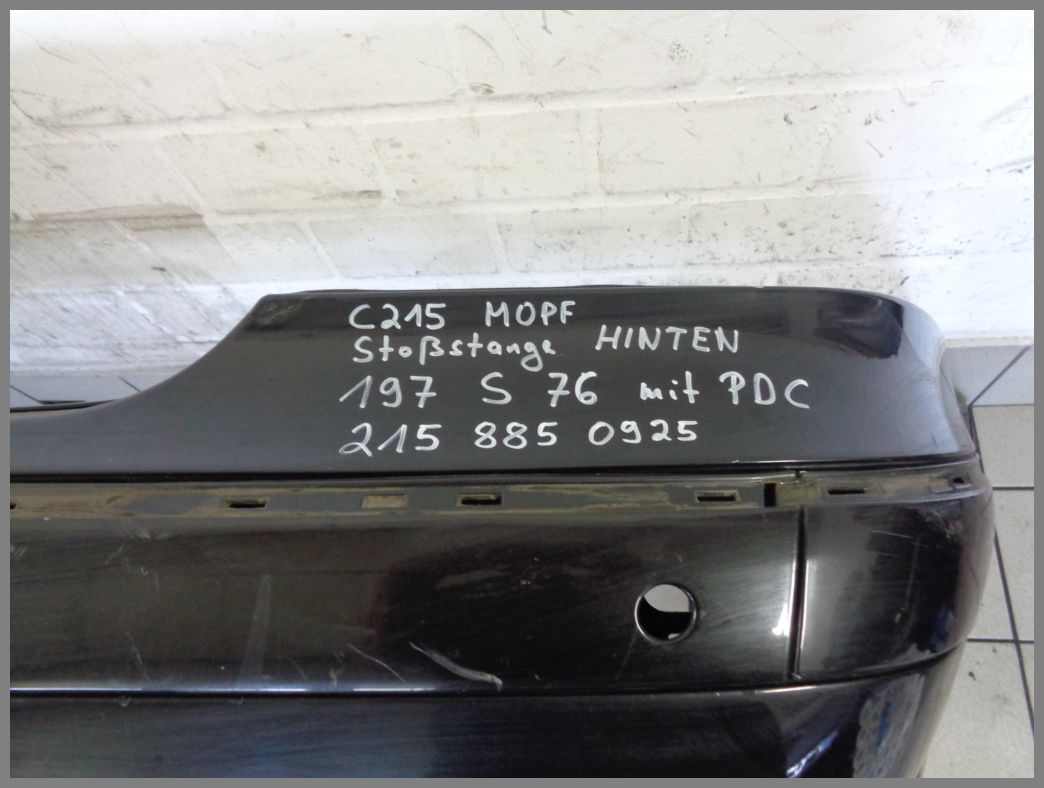 C215 MOPF
Stoßstange HINTEN
197 S 76 mit PDC
215 885 0925